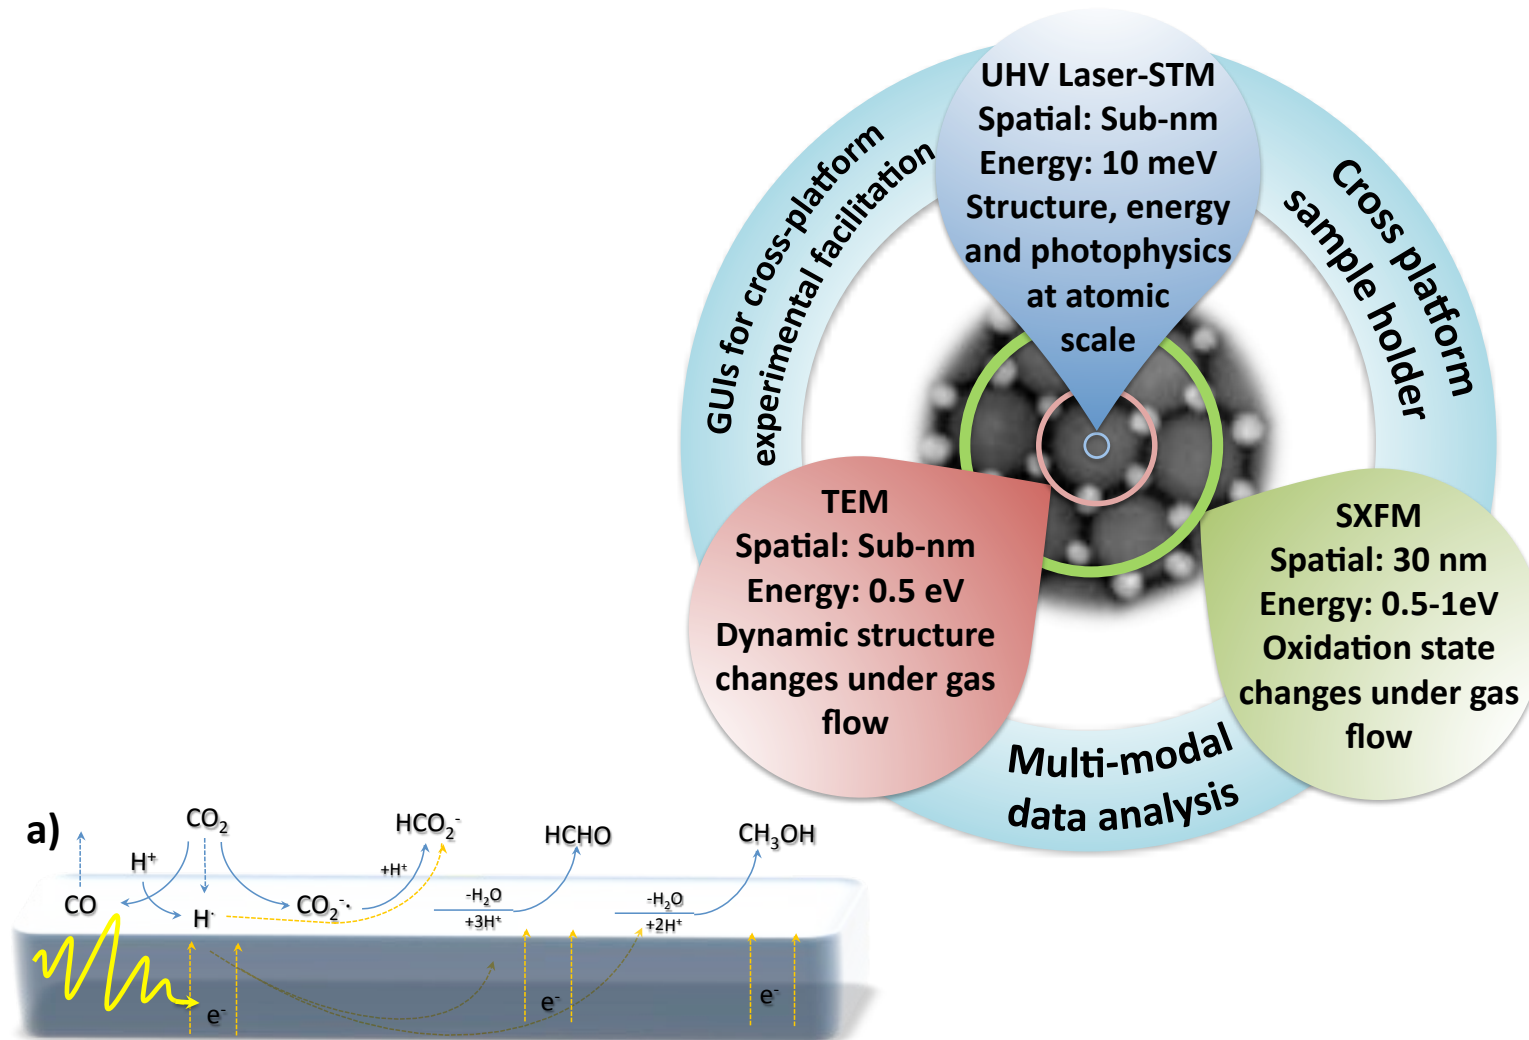 UHV Laser-STM
Spatial: Sub-nm
Energy: 10 meV
Structure, energy
and photophysics
at atomic
scale
GUIs for cross-platform
experimental facilitation
Cross platform
sample holder
TEM
Spatial: Sub-nm
Energy: 0.5 eV
Dynamic structure
changes under gas
flow
SXFM
Spatial: 30 nm
Energy: 0.5-1eV
Oxidation state
changes under gas
flow
Multi-modal
data analysis
a)
CO₂
HCO₂⁻
HCHO
CH₃OH
H⁺
+H⁺
CO
H·
CO₂⁻·
-H₂O
+3H⁺
-H₂O
+2H⁺
e⁻
e⁻
e⁻